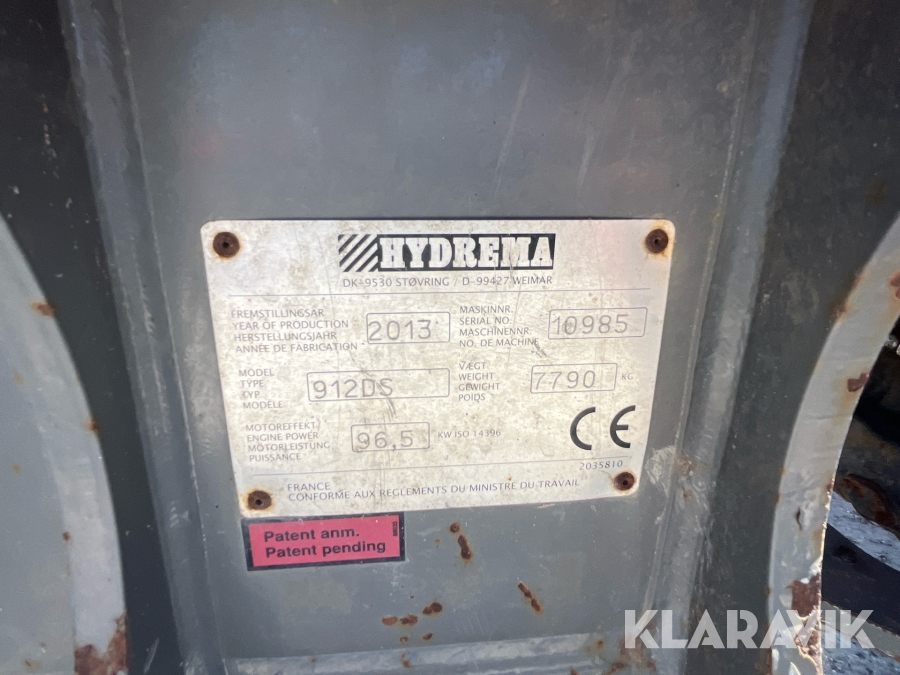 HYDREMA
DK-9530 STØVRING / D-99427 WEIMAR
FREMSTILLINGSÅR
YEAR OF PRODUCTION
HERSTELLUNGSJAHR
ANNÉE DE FABRICATION
2013
MASKINNR.
SERIAL NO.
MASCHINENNR.
NO. DE MACHINE
10985
MODEL
TYPE
TYP
MODÈLE
912DS
VÆGT
WEIGHT
GEWICHT
POIDS
7790 KG
MOTOREFFEKT
ENGINE POWER
MOTORLEISTUNG
PUISSANCE
96,5 KW ISO 14396
CE
2035810
FRANCE
CONFORME AUX RÈGLEMENTS DU MINISTRE DU TRAVAIL
Patent anm.
Patent pending
KLARAVIK